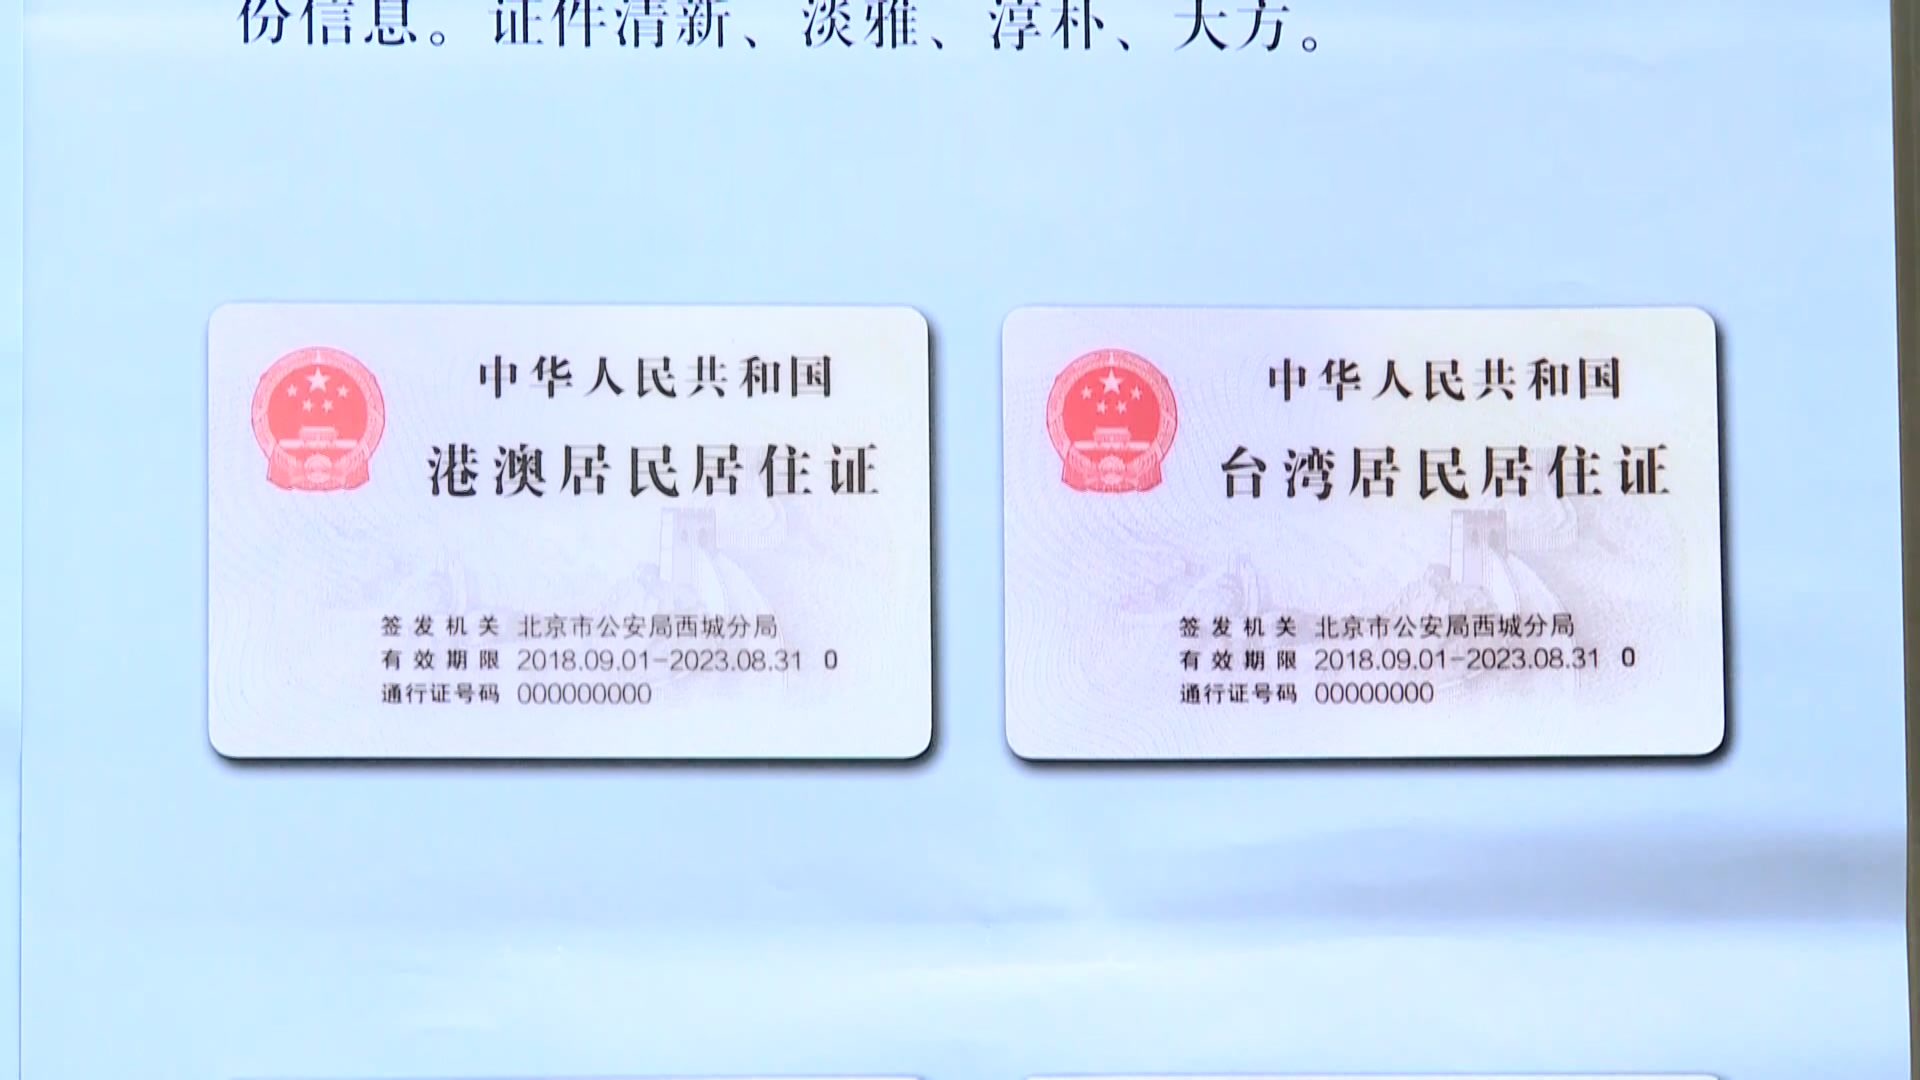 份信息。证件清新、淡雅、淳朴、大方。
中华人民共和国
港澳居民居住证
签发机关 北京市公安局西城分局
有效期限 2018.09.01-2023.08.31 0
通行证号码 000000000
中华人民共和国
台湾居民居住证
签发机关 北京市公安局西城分局
有效期限 2018.09.01-2023.08.31 0
通行证号码 00000000